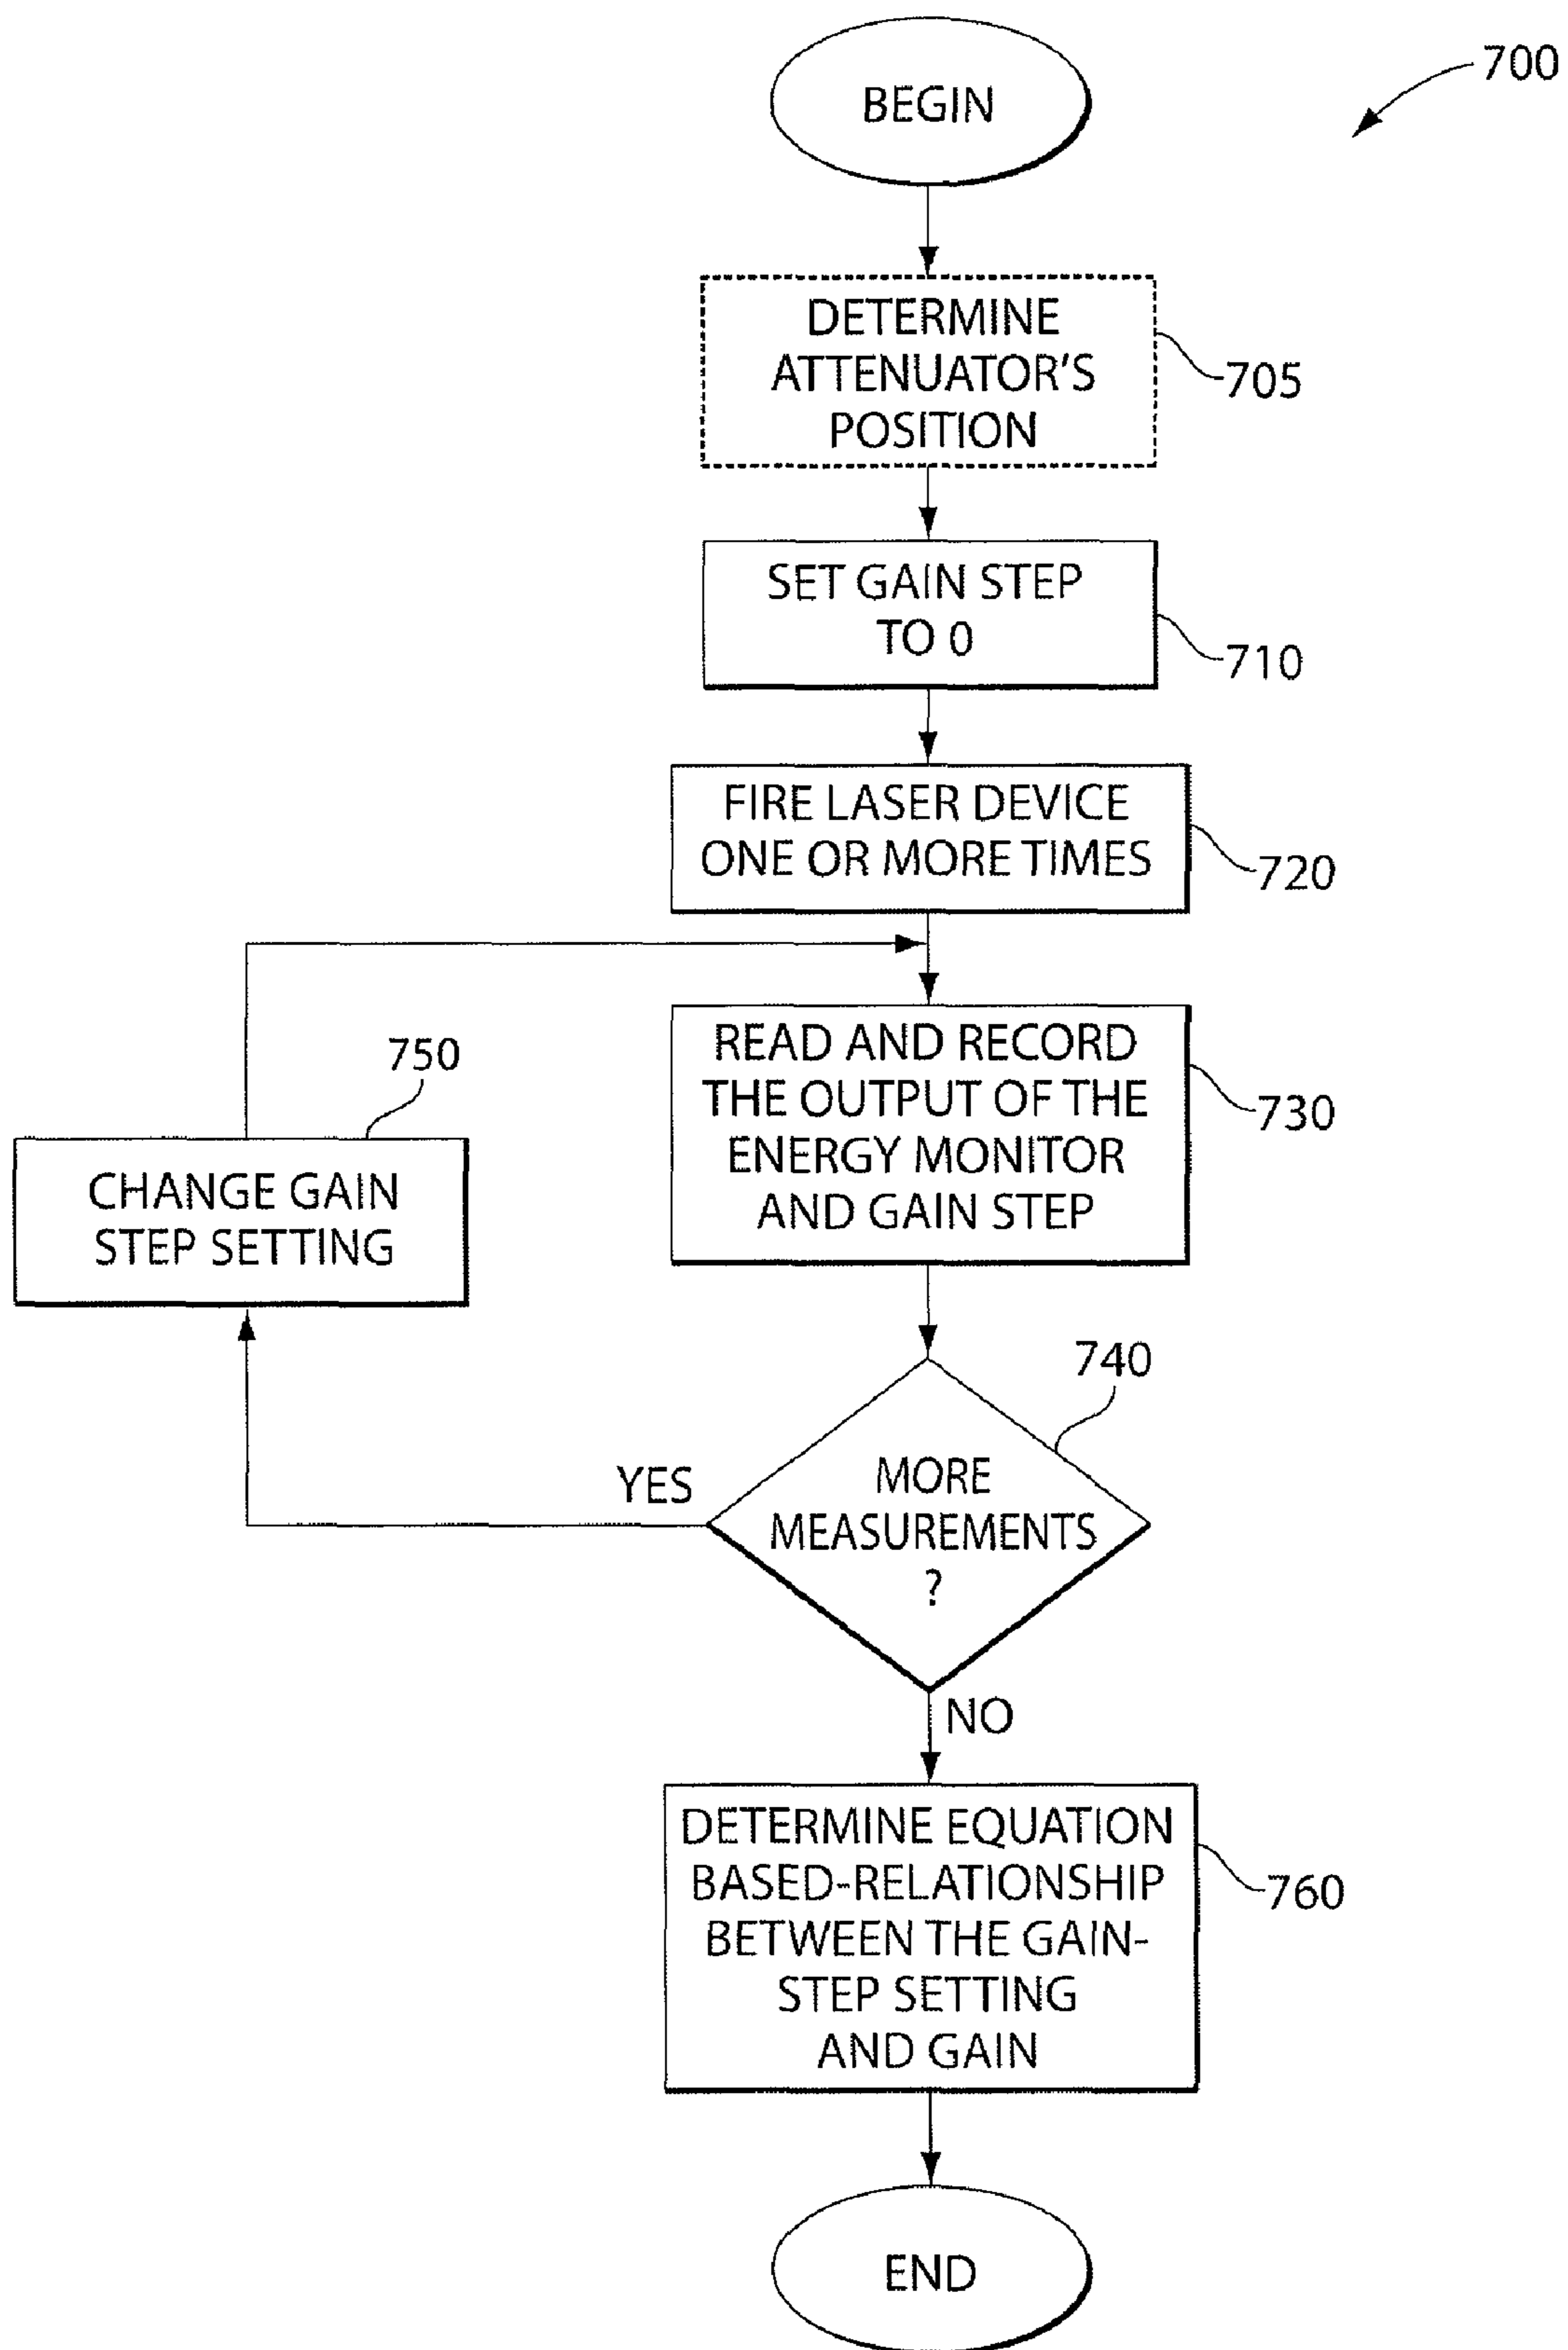 700
BEGIN
DETERMINE
ATTENUATOR'S
POSITION
705
SET GAIN STEP
TO 0
710
FIRE LASER DEVICE
ONE OR MORE TIMES
720
READ AND RECORD
THE OUTPUT OF THE
ENERGY MONITOR
AND GAIN STEP
730
750
CHANGE GAIN
STEP SETTING
740
MORE
MEASUREMENTS
?
YES
NO
DETERMINE EQUATION
BASED-RELATIONSHIP
BETWEEN THE GAIN-
STEP SETTING
AND GAIN
760
END